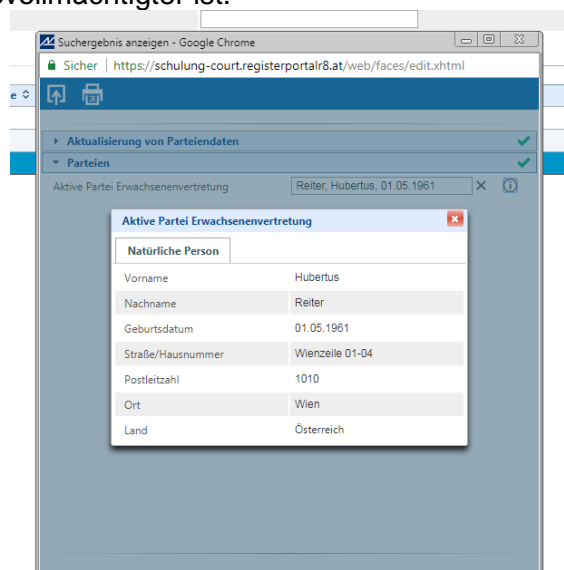 Suchergebnis anzeigen - Google Chrome
Sicher | https://schulung-court.registerportalr8.at/web/faces/edit.xhtml
e
Aktualisierung von Parteiendaten
Parteien
Aktive Partei Erwachsenenvertretung Reiter, Hubertus, 01.05.1961
Aktive Partei Erwachsenenvertretung
Natürliche Person
Vorname Hubertus
Nachname Reiter
Geburtsdatum 01.05.1961
Straße/Hausnummer Wienzeile 01-04
Postleitzahl 1010
Ort Wien
Land Österreich